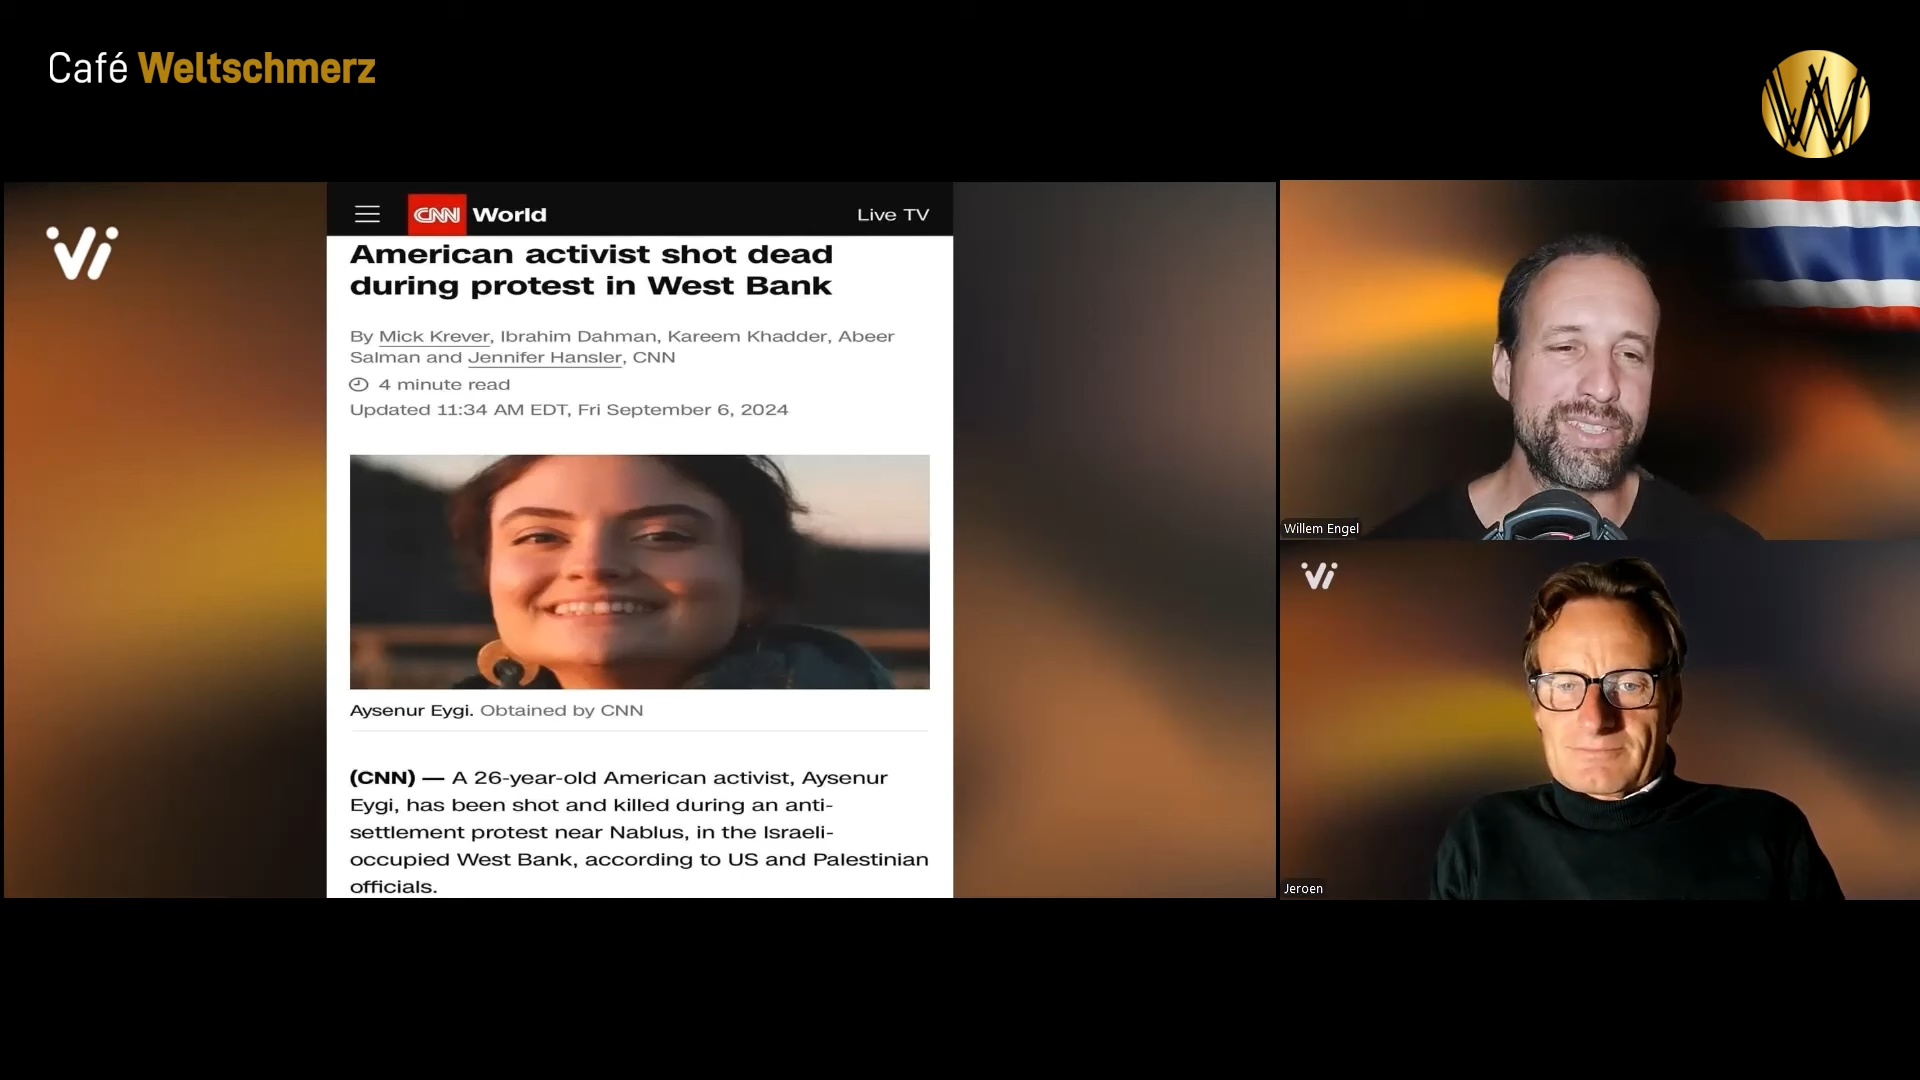 Café Weltschmerz
CNN World
Live TV
American activist shot dead
during protest in West Bank
By Mick Krever, Ibrahim Dahman, Kareem Khadder, Abeer
Salman and Jennifer Hansler, CNN
4 minute read
Updated 11:34 AM EDT, Fri September 6, 2024
Aysenur Eygi. Obtained by CNN
(CNN) — A 26-year-old American activist, Aysenur
Eygi, has been shot and killed during an anti-
settlement protest near Nablus, in the Israeli-
occupied West Bank, according to US and Palestinian
officials.
Willem Engel
Jeroen